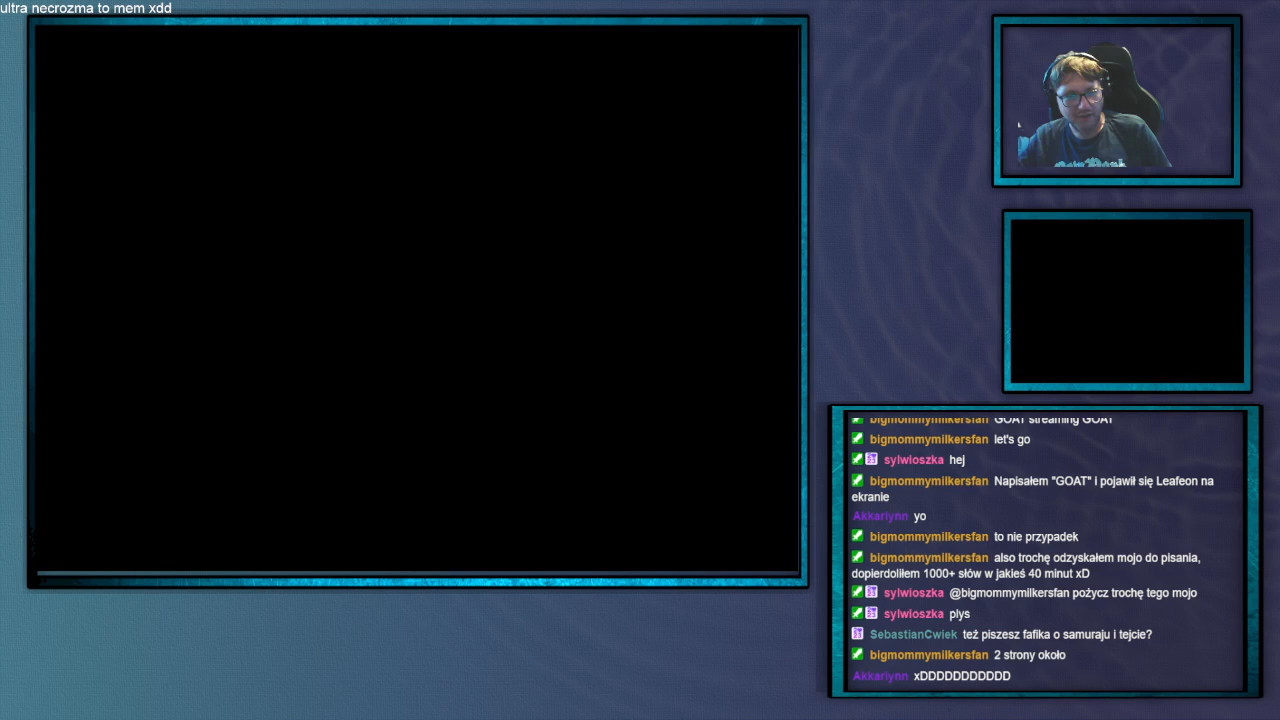 ultra necrozma to mem xdd
bigmommymilkersfan GOAT streaming GOAT
bigmommymilkersfan let's go
sylwioszka hej
bigmommymilkersfan Napisałem "GOAT" i pojawił się Leafeon na
ekranie
Akkariynn yo
bigmommymilkersfan to nie przypadek
bigmommymilkersfan also trochę odzyskałem mojo do pisania,
dopierdoliłem 1000+ słów w jakieś 40 minut xD
sylwioszka @bigmommymilkersfan pożycz trochę tego mojo
sylwioszka plys
SebastianCwiek też piszesz fafika o samuraju i tejcie?
bigmommymilkersfan 2 strony około
Akkariynn xDDDDDDDDDDD